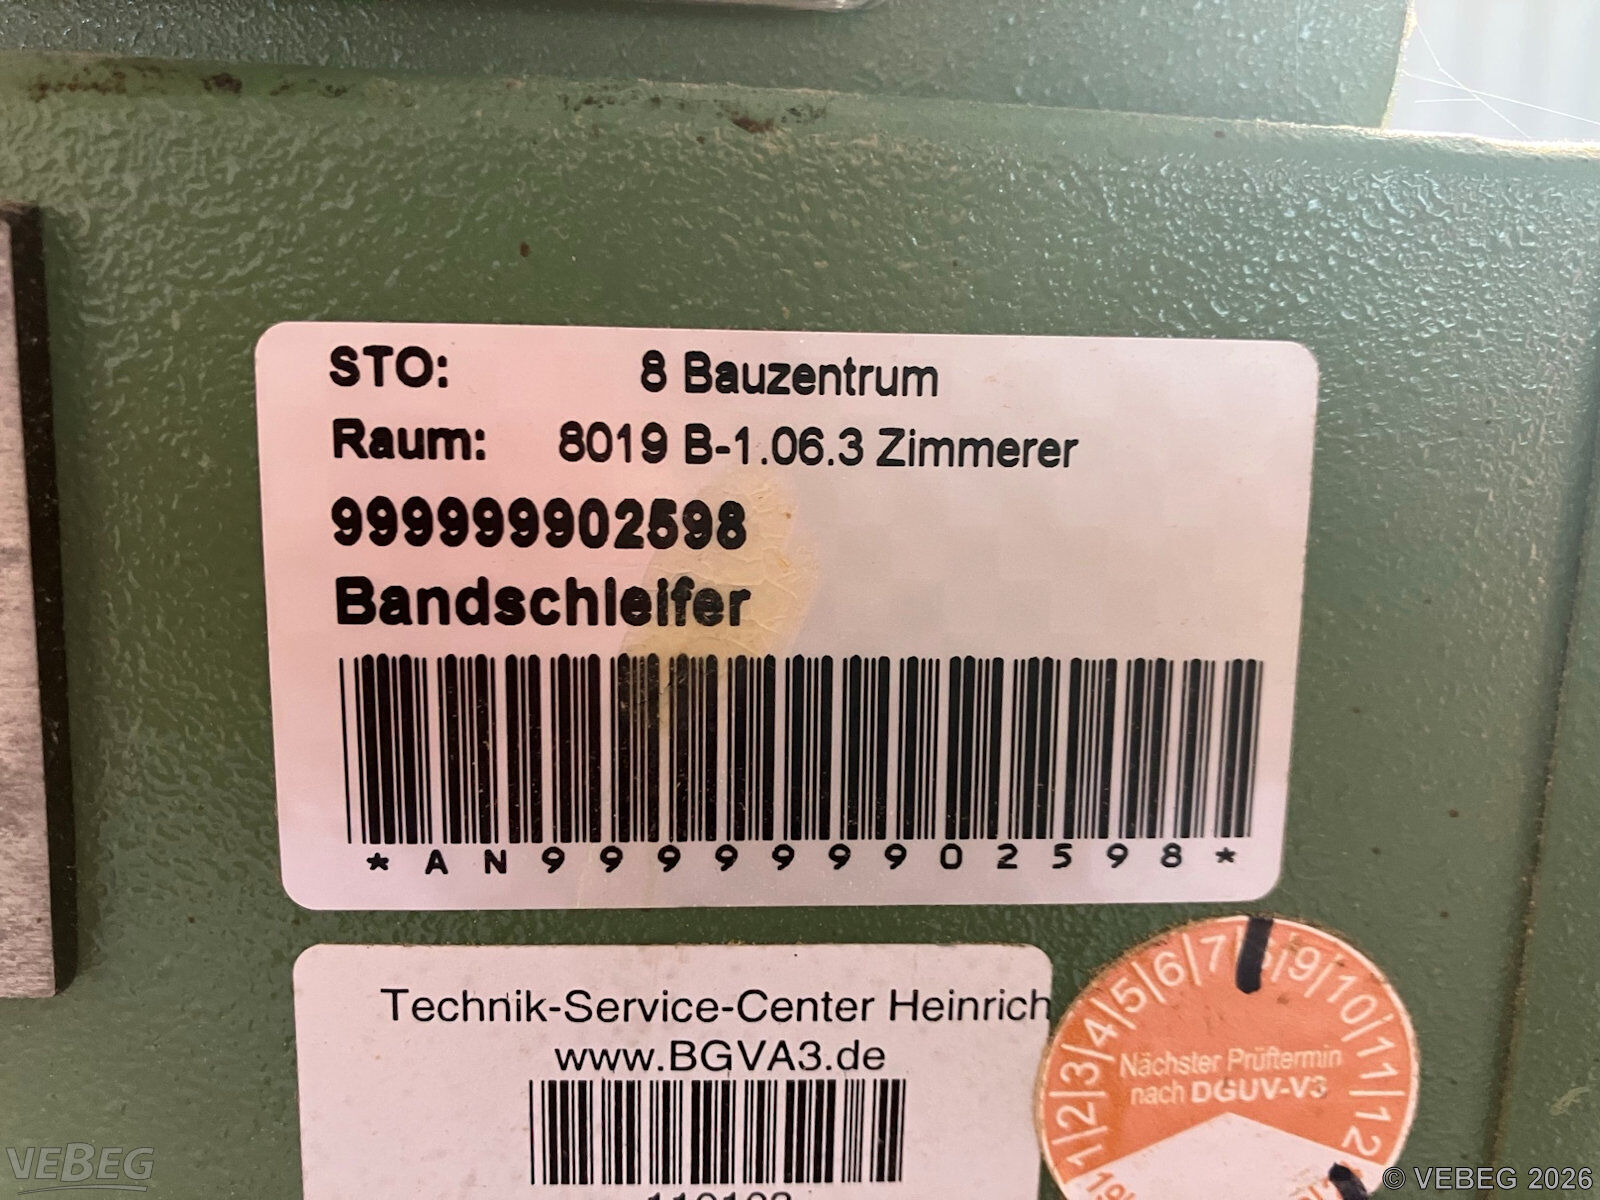 STO: 8 Bauzentrum
Raum: 8019 B-1.06.3 Zimmerer
999999902598
Bandschleifer
*AN999999902598*
Technik-Service-Center Heinrich
www.BGVA3.de
1|2|3|4|5|6|7|8|9|10|11|12
Nächster Prüftermin
nach DGUV-V3
VEBEG
© VEBEG 2026